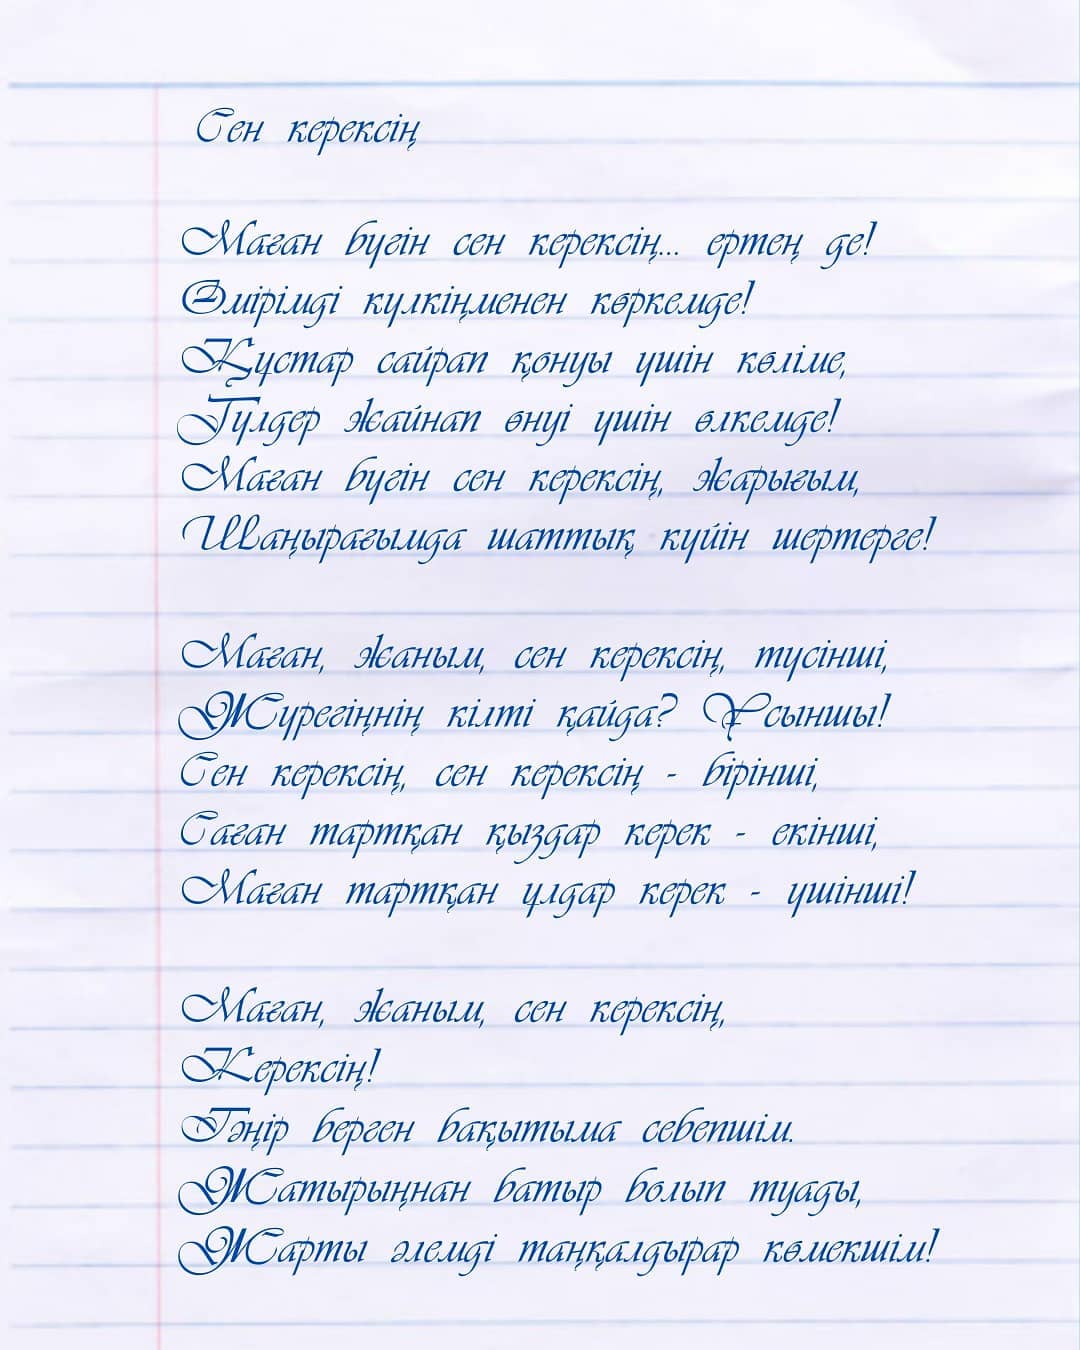 Сен керексің
Маған бүгін сен керексің... ертең де!
Өмірімді күлкіңменен көркемде!
Құстар сайрап қонуы үшін көліме,
Гүлдер жайнап өнуі үшін өлкемде!
Маған бүгін сен керексің, жарығым,
Шаңырағымда шаттық күйін шертерге!
Маған, жаным, сен керексің, түсінші,
Жүрегіңнің кілті қайда? Ұсыншы!
Сен керексің, сен керексің - бірінші,
Саған тартқан қыздар керек - екінші,
Маған тартқан ұлдар керек - үшінші!
Маған, жаным, сен керексің,
Керексің!
Тәңір берген бақытыма себепшім.
Жатырыңнан батыр болып туады,
Жарты әлемді таңқалдырар көмекшім!